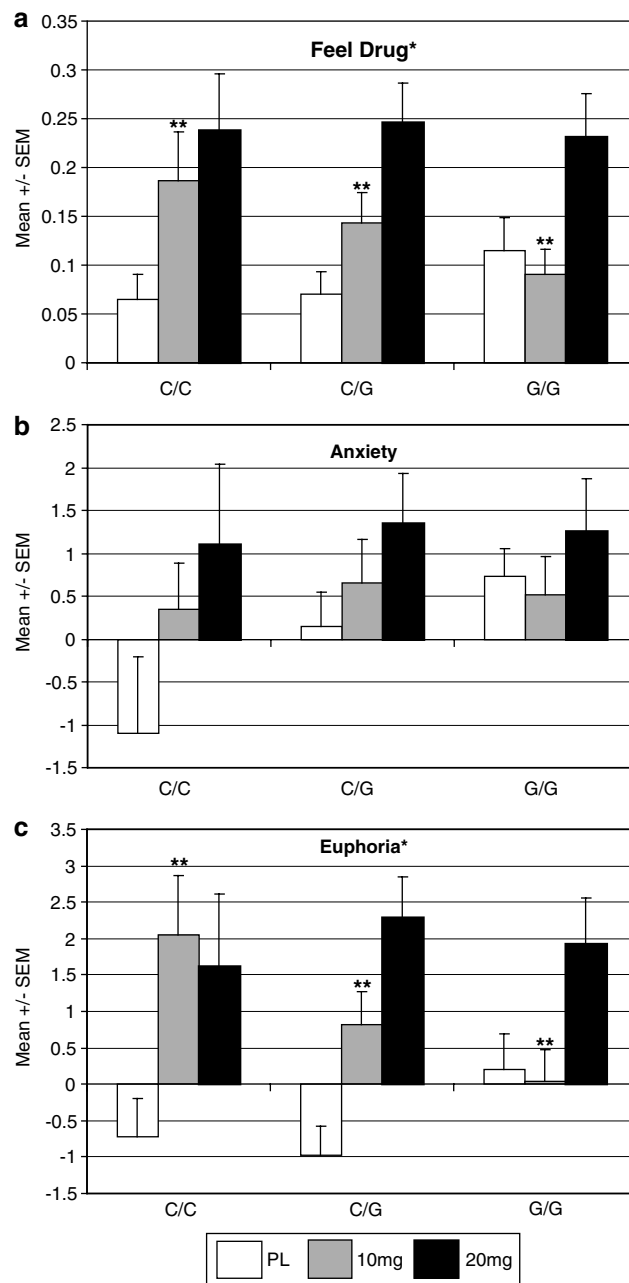 a
Feel Drug*
Mean +/- SEM
0.35
0.3
0.25
0.2
0.15
0.1
0.05
0
**
**
**
C/C C/G G/G
b
Anxiety
Mean +/- SEM
2.5
2
1.5
1
0.5
0
-0.5
-1
-1.5
C/C C/G G/G
c
Euphoria*
Mean +/- SEM
3.5
3
2.5
2
1.5
1
0.5
0
-0.5
-1
-1.5
**
**
**
C/C C/G G/G
PL 10mg 20mg